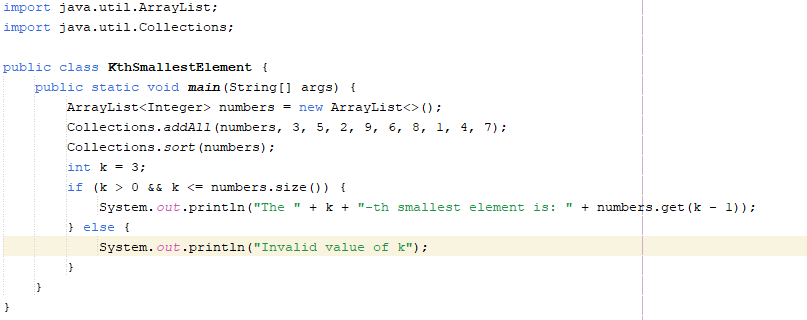 import java.util.ArrayList;
import java.util.Collections;
public class KthSmallestElement {
public static void main(String[] args) {
ArrayList<Integer> numbers = new ArrayList<>();
Collections.addAll(numbers, 3, 5, 2, 9, 6, 8, 1, 4, 7);
Collections.sort(numbers);
int k = 3;
if (k > 0 && k <= numbers.size()) {
System.out.println("The " + k + "-th smallest element is: " + numbers.get(k - 1));
} else {
System.out.println("Invalid value of k");
}
}
}